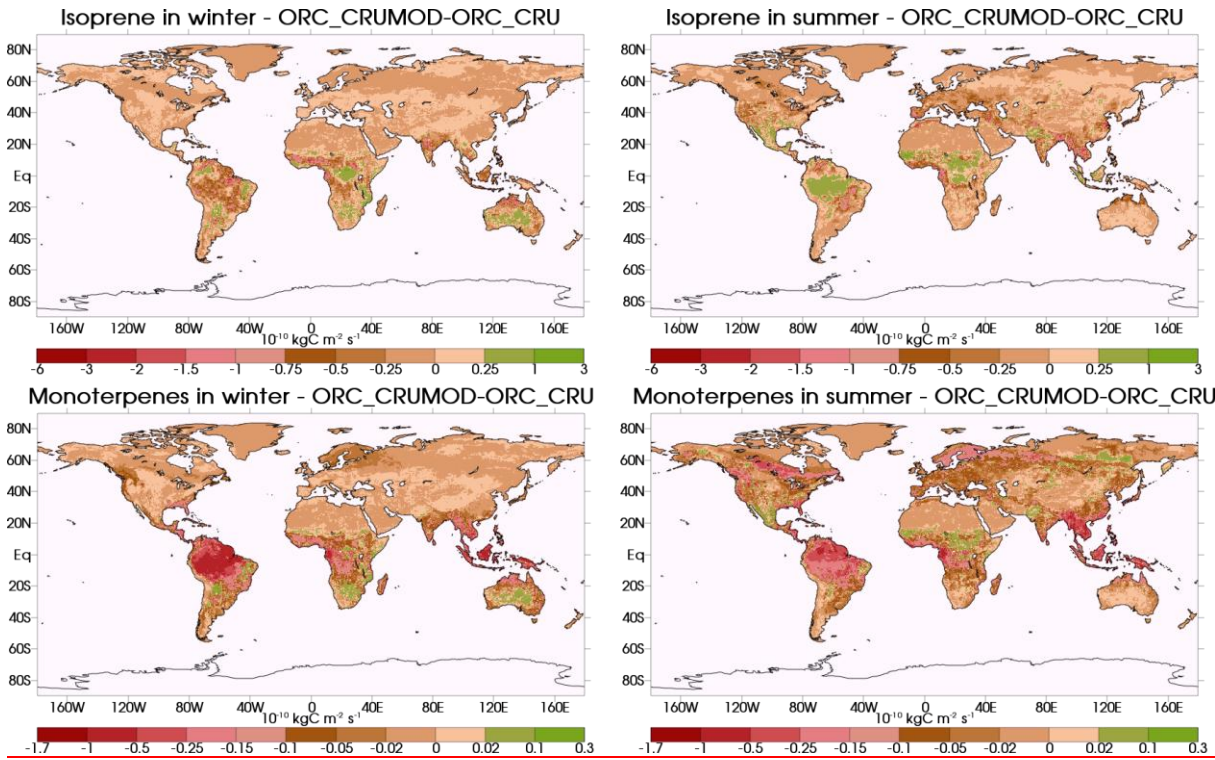 Isoprene in winter - ORC_CRUMOD-ORC_CRU
80N
60N
40N
20N
Eq
20S
40S
60S
80S
160W 120W 80W 40W 0 40E 80E 120E 160E
10⁻¹⁰ kgC m⁻² s⁻¹
-6 -3 -2 -1.5 -1 -0.75 -0.5 -0.25 0 0.25 1 3
Isoprene in summer - ORC_CRUMOD-ORC_CRU
80N
60N
40N
20N
Eq
20S
40S
60S
80S
160W 120W 80W 40W 0 40E 80E 120E 160E
10⁻¹⁰ kgC m⁻² s⁻¹
-6 -3 -2 -1.5 -1 -0.75 -0.5 -0.25 0 0.25 1 3
Monoterpenes in winter - ORC_CRUMOD-ORC_CRU
80N
60N
40N
20N
Eq
20S
40S
60S
80S
160W 120W 80W 40W 0 40E 80E 120E 160E
10⁻¹⁰ kgC m⁻² s⁻¹
-1.7 -1 -0.5 -0.25 -0.15 -0.1 -0.05 -0.02 0 0.02 0.1 0.3
Monoterpenes in summer - ORC_CRUMOD-ORC_CRU
80N
60N
40N
20N
Eq
20S
40S
60S
80S
160W 120W 80W 40W 0 40E 80E 120E 160E
10⁻¹⁰ kgC m⁻² s⁻¹
-1.7 -1 -0.5 -0.25 -0.15 -0.1 -0.05 -0.02 0 0.02 0.1 0.3